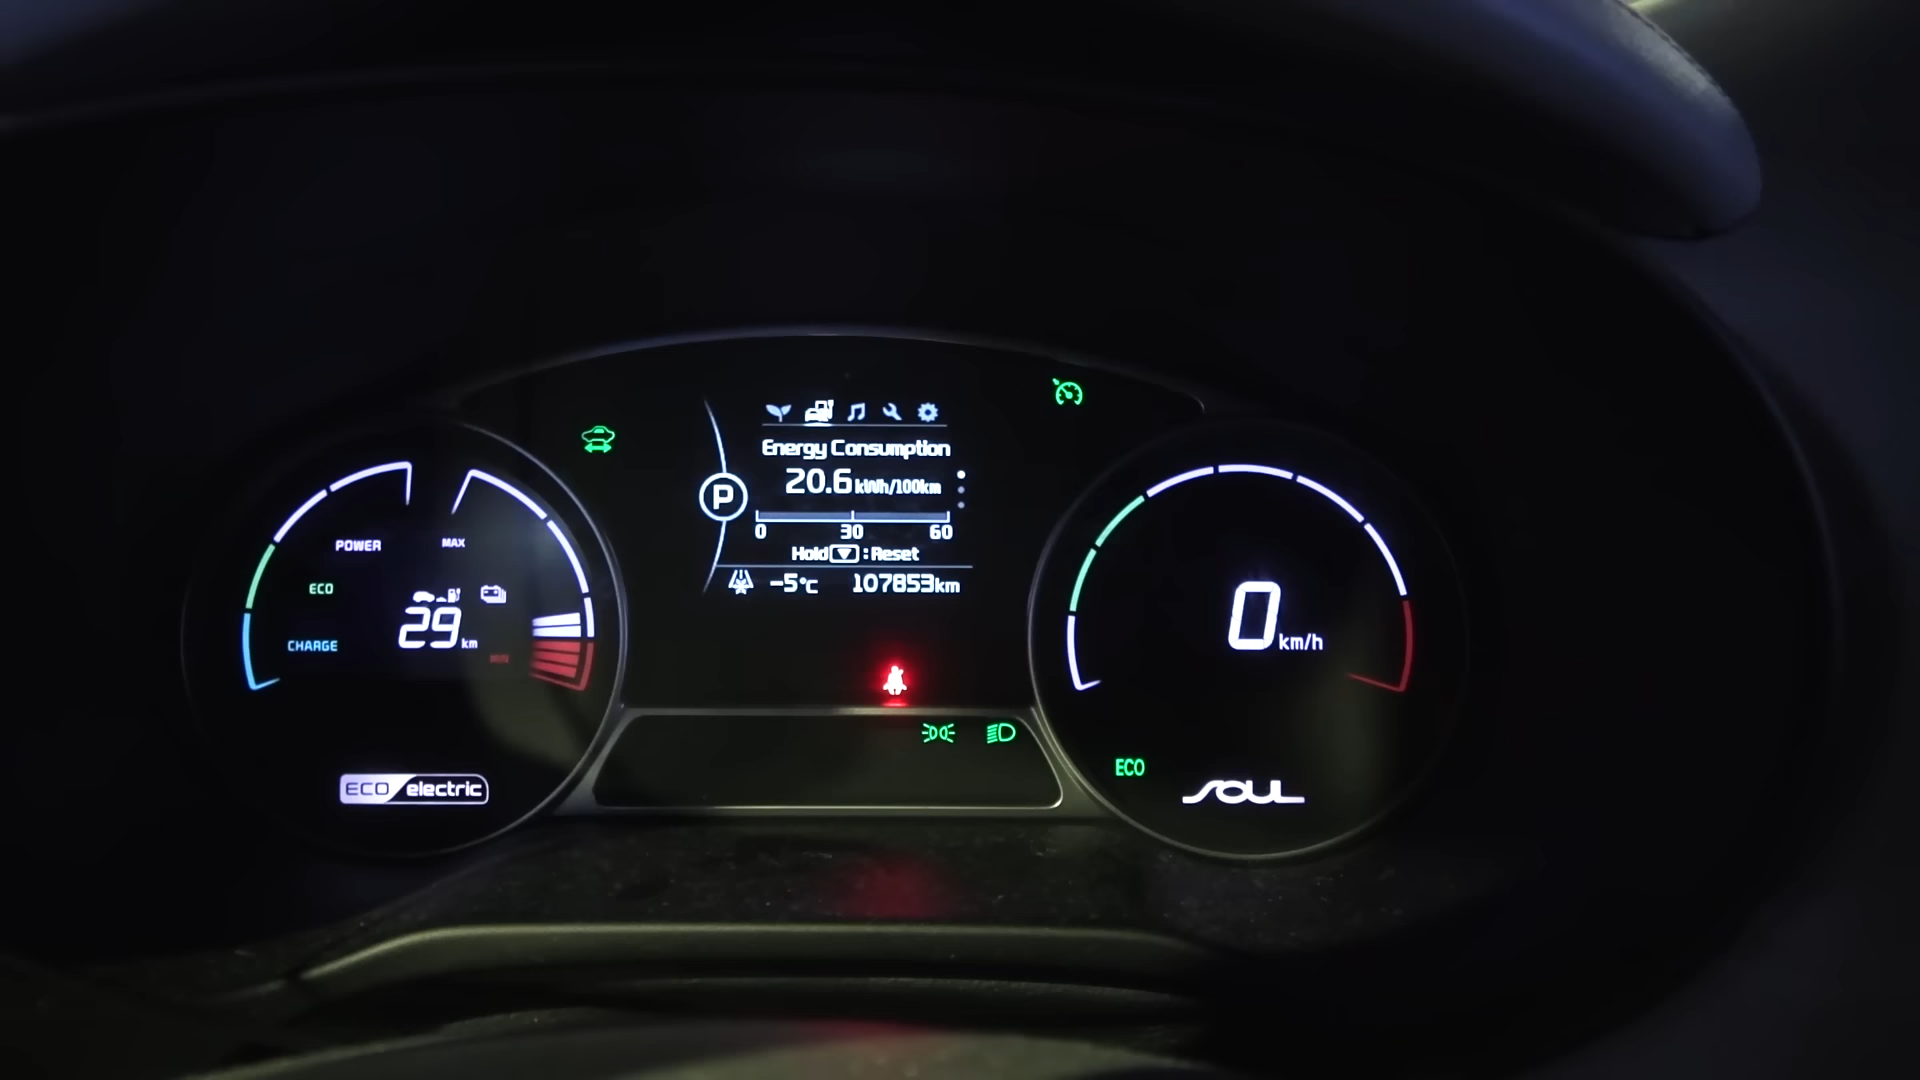 Energy Consumption
20.6 kWh/100km
P
0 30 60
Hold : Reset
-5°C 107853km
POWER MAX
ECO
29 km
CHARGE
ECO electric
0 km/h
ECO
SOUL